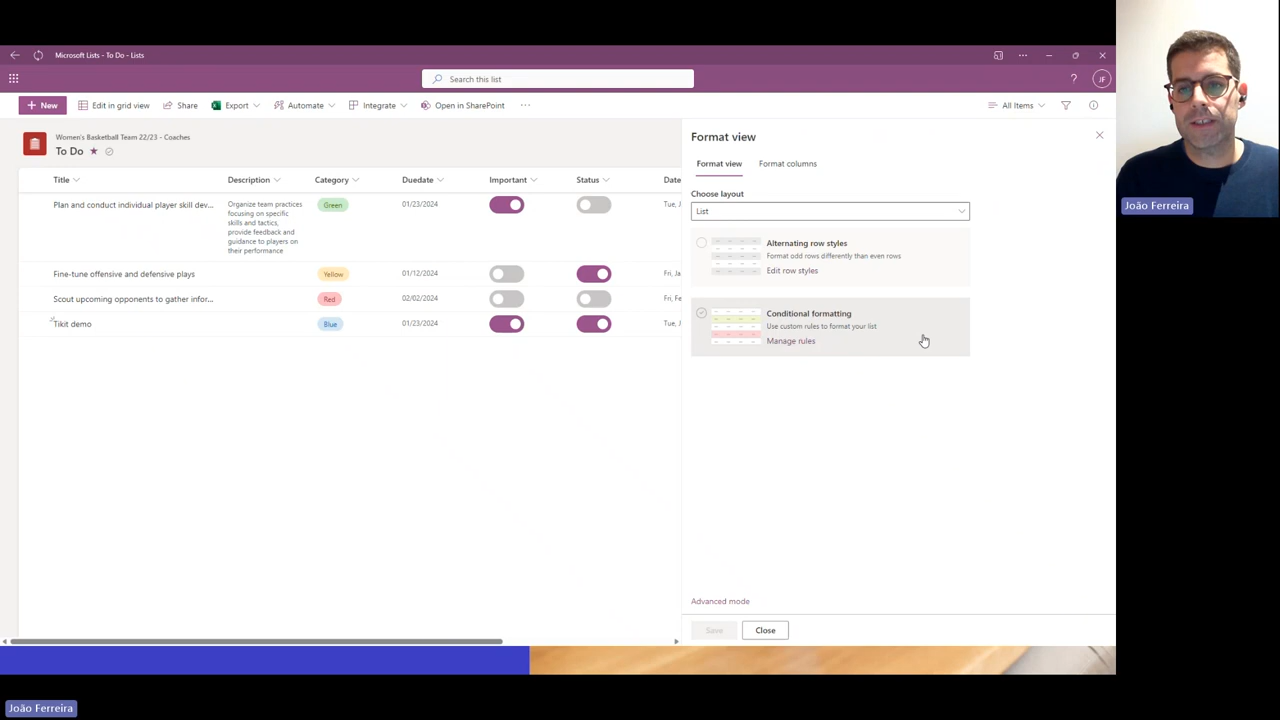 Microsoft Lists - To Do - Lists
Search this list
? JF
New Edit in grid view Share Export Automate Integrate Open in SharePoint ... All Items
Women's Basketball Team 22/23 - Coaches
To Do
Title Description Category Duedate Important Status Date
Plan and conduct individual player skill dev... Organize team practices focusing on specific skills and tactics, provide feedback and guidance to players on their performance Green 01/23/2024 Tue, J
Fine-tune offensive and defensive plays Yellow 01/12/2024 Fri, Ja
Scout upcoming opponents to gather infor... Red 02/02/2024 Fri, Fe
Tikit demo Blue 01/23/2024 Tue, J
Format view
Format view Format columns
Choose layout
List
Alternating row styles
Format odd rows differently than even rows
Edit row styles
Conditional formatting
Use custom rules to format your list
Manage rules
Advanced mode
Save Close
João Ferreira
João Ferreira